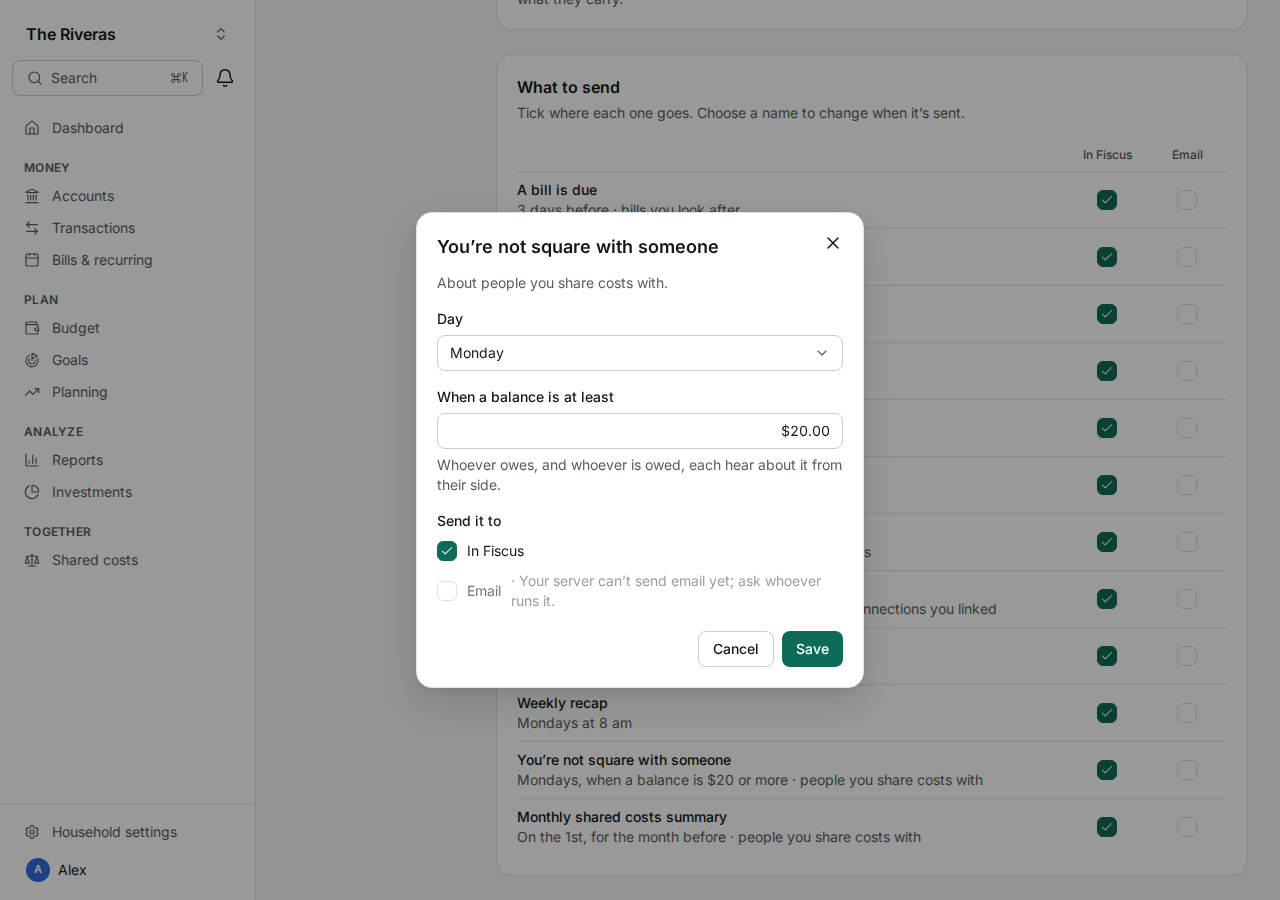 The Riveras
Search ⌘K
Dashboard
MONEY
Accounts
Transactions
Bills & recurring
PLAN
Budget
Goals
Planning
ANALYZE
Reports
Investments
TOGETHER
Shared costs
Household settings
A Alex
what they carry.
What to send
Tick where each one goes. Choose a name to change when it’s sent.
In Fiscus Email
A bill is due
3 days before · bills you look after
nnections you linked
Weekly recap
Mondays at 8 am
You’re not square with someone
Mondays, when a balance is $20 or more · people you share costs with
Monthly shared costs summary
On the 1st, for the month before · people you share costs with
You’re not square with someone
About people you share costs with.
Day
Monday
When a balance is at least
$20.00
Whoever owes, and whoever is owed, each hear about it from
their side.
Send it to
In Fiscus
Email · Your server can’t send email yet; ask whoever
runs it.
Cancel Save